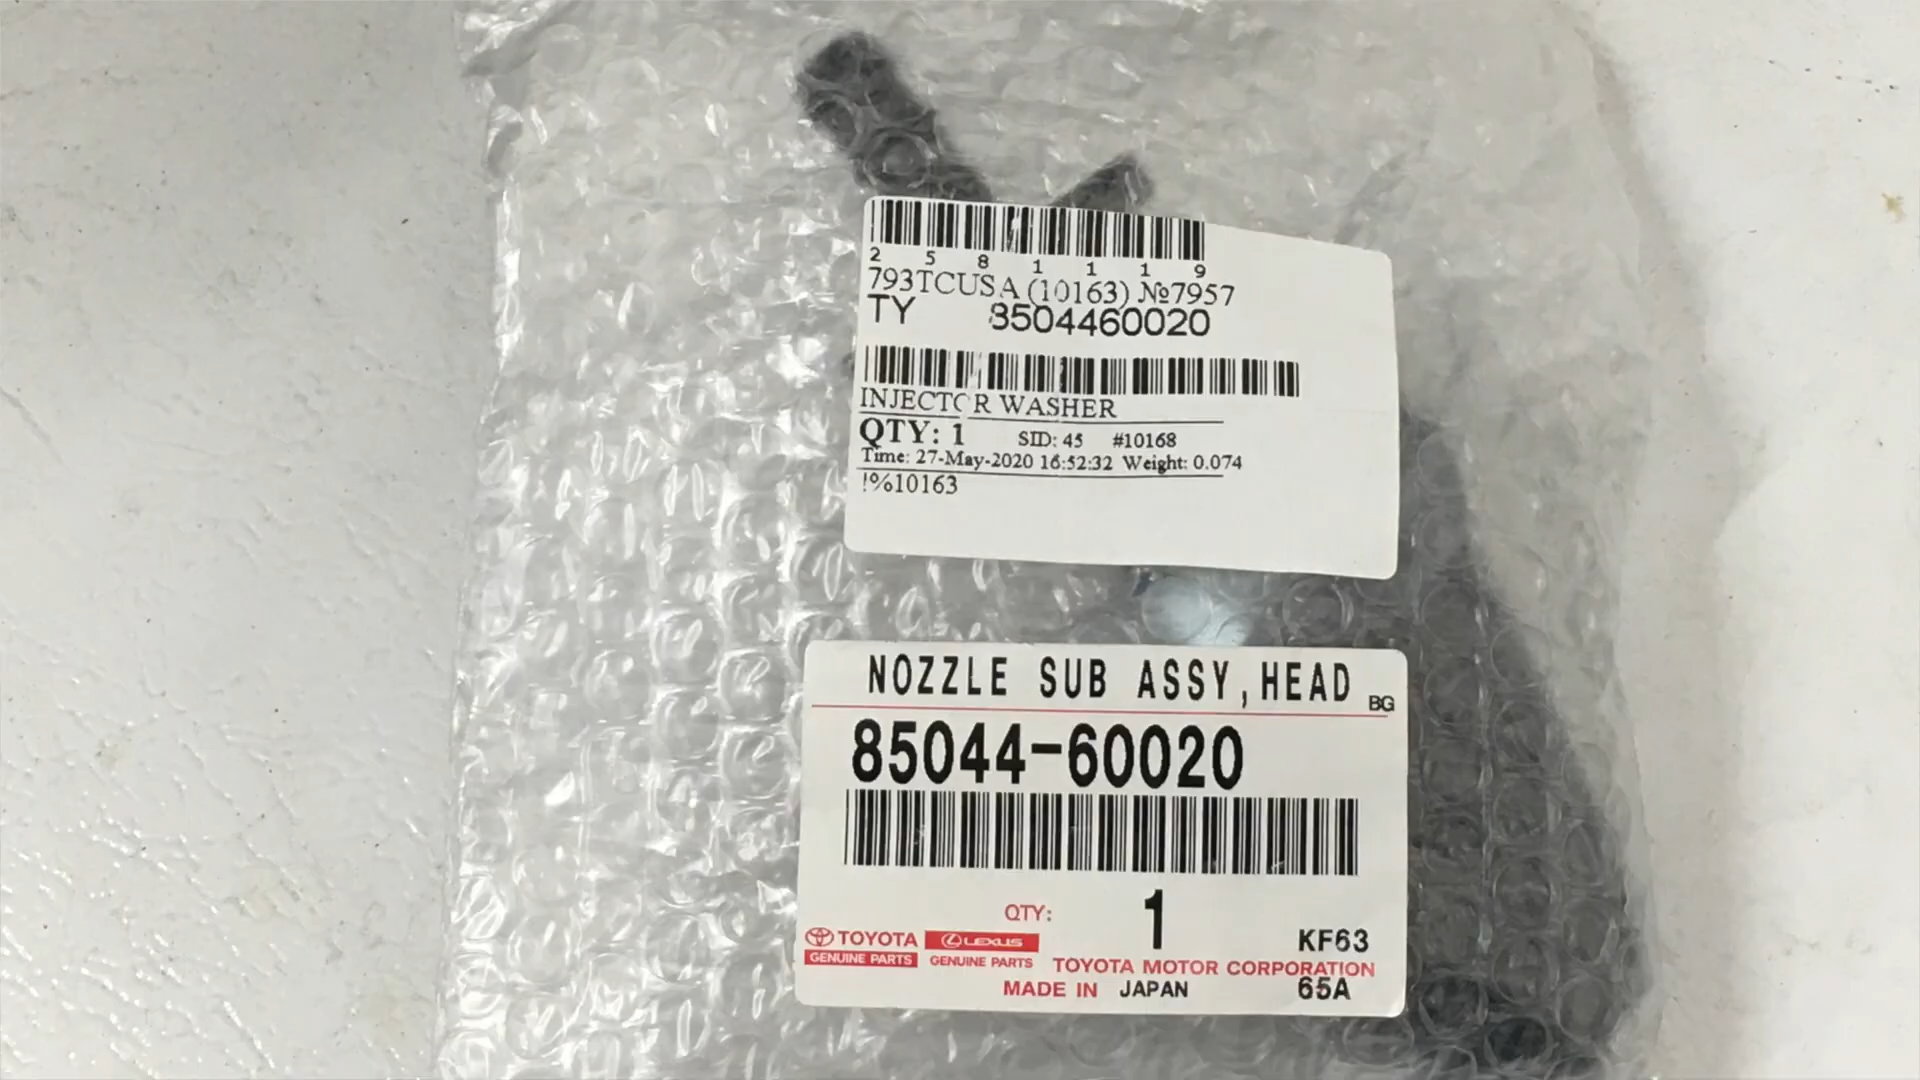 2 5 8 1 1 1 9
793TCUSA (10163) №7957
TY 8504460020
INJECTOR WASHER
QTY: 1 SID: 45 #10168
Time: 27-May-2020 16:52:32 Weight: 0.074
!%10163
NOZZLE SUB ASSY,HEAD BG
85044-60020
QTY: 1 KF63
TOYOTA LEXUS
GENUINE PARTS GENUINE PARTS TOYOTA MOTOR CORPORATION
MADE IN JAPAN 65A